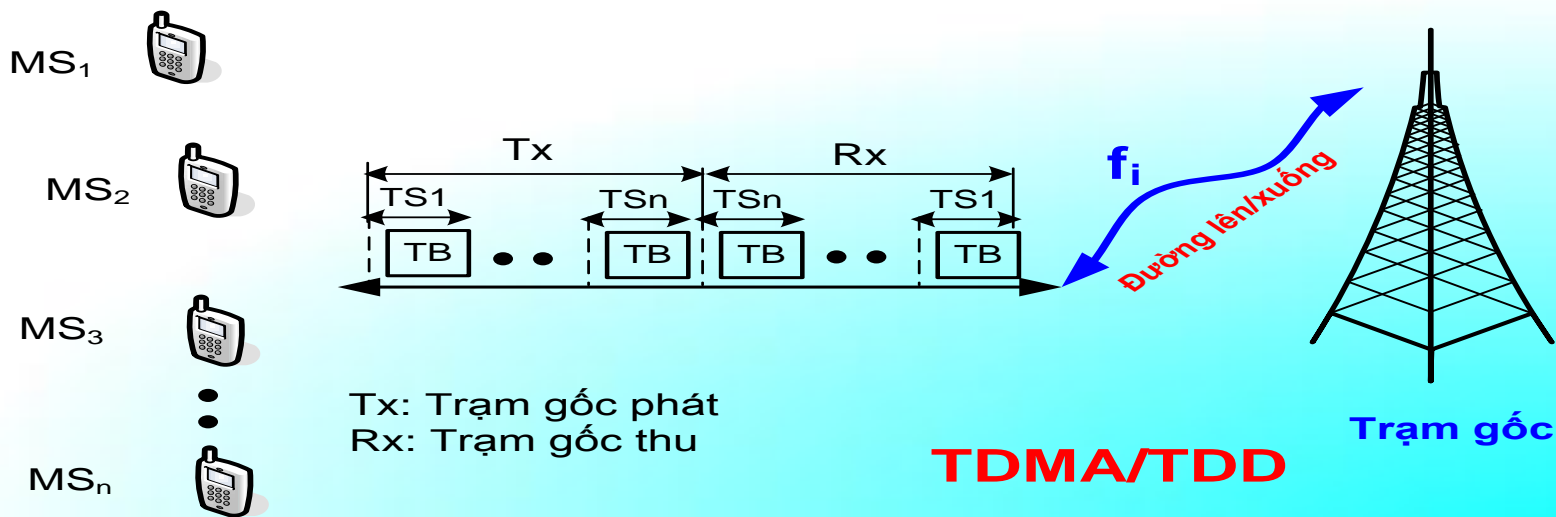 MS₁
MS₂
MS₃
MSₙ
Tx Rx
TS1 TSn TSn TS1
TB TB TB TB
fᵢ
Đường lên/xuống
Tx: Trạm gốc phát
Rx: Trạm gốc thu
TDMA/TDD
Trạm gốc